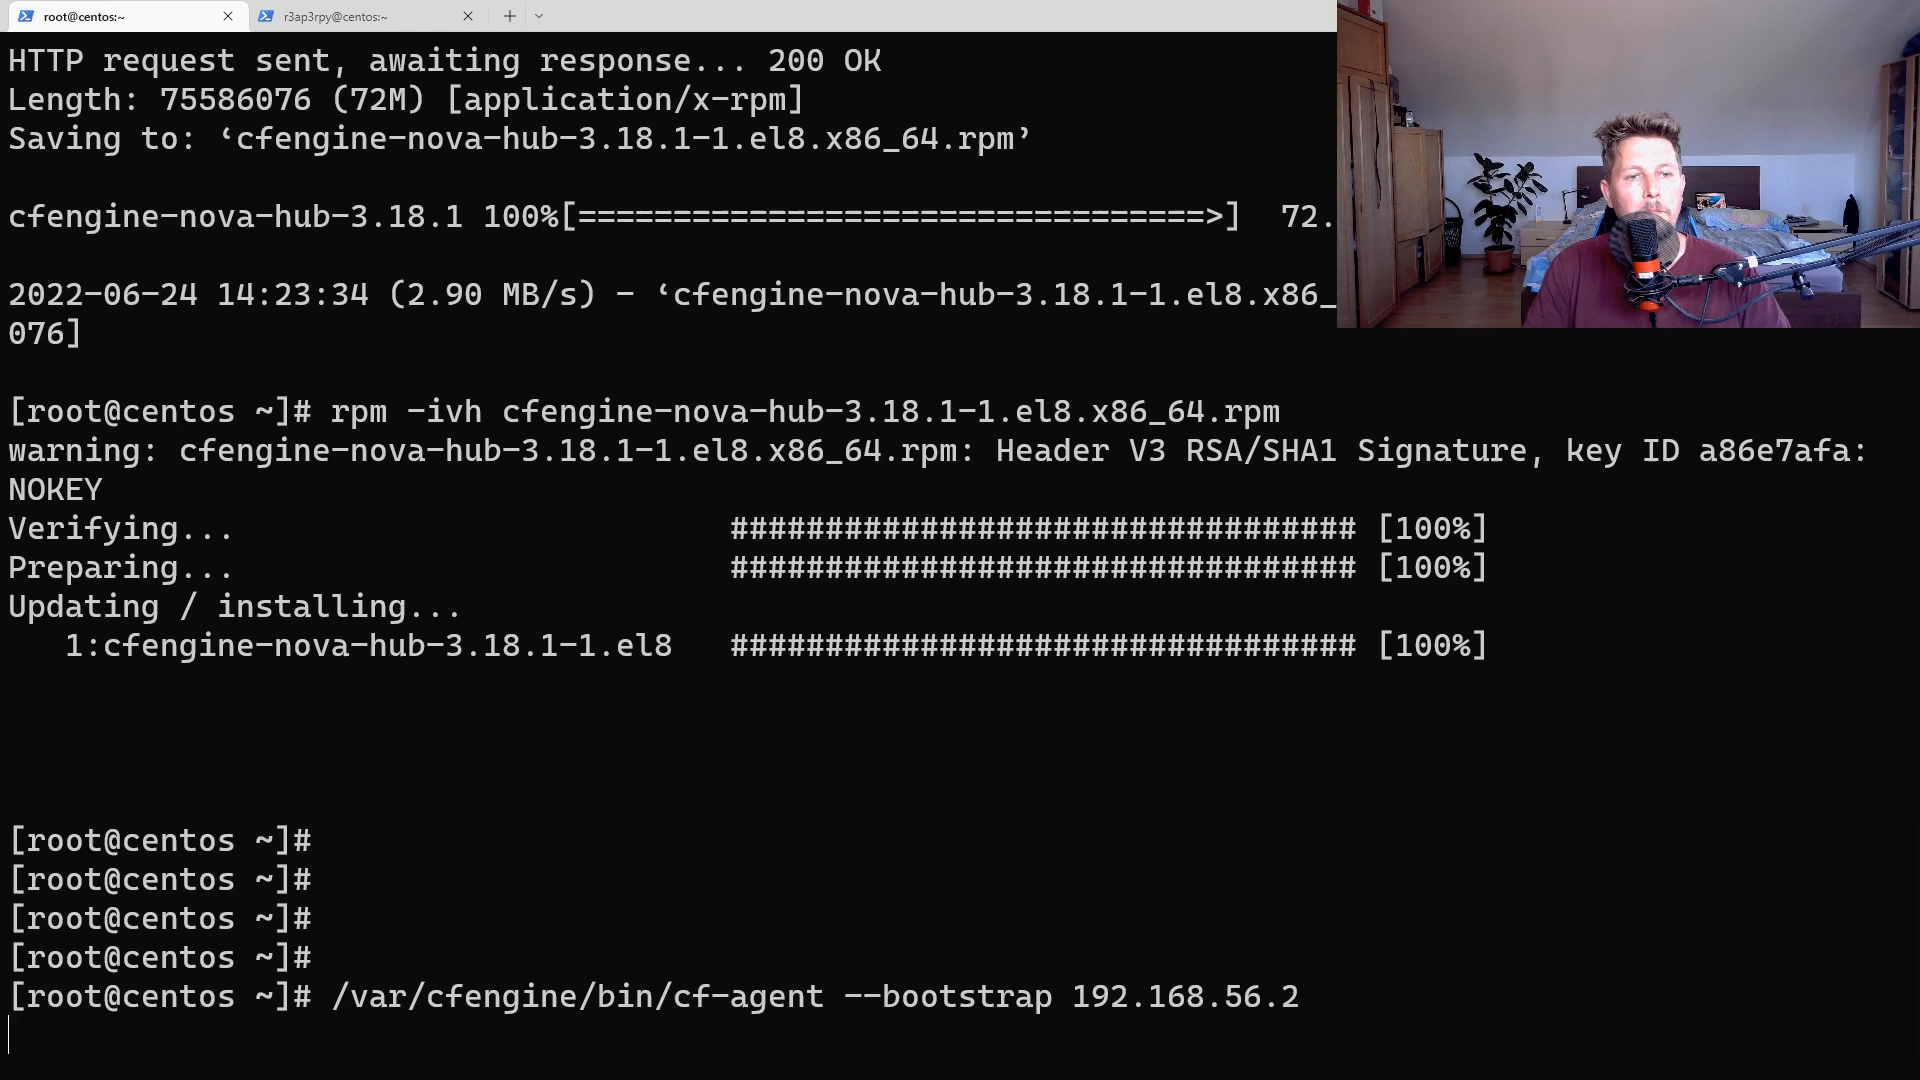 root@centos:~
r3ap3rpy@centos:~
HTTP request sent, awaiting response... 200 OK
Length: 75586076 (72M) [application/x-rpm]
Saving to: ‘cfengine-nova-hub-3.18.1-1.el8.x86_64.rpm’
cfengine-nova-hub-3.18.1 100%[=================================>]  72.
2022-06-24 14:23:34 (2.90 MB/s) - ‘cfengine-nova-hub-3.18.1-1.el8.x86_
076]
[root@centos ~]# rpm -ivh cfengine-nova-hub-3.18.1-1.el8.x86_64.rpm
warning: cfengine-nova-hub-3.18.1-1.el8.x86_64.rpm: Header V3 RSA/SHA1 Signature, key ID a86e7afa:
NOKEY
Verifying... ################################# [100%]
Preparing... ################################# [100%]
Updating / installing...
1:cfengine-nova-hub-3.18.1-1.el8 ################################# [100%]
[root@centos ~]#
[root@centos ~]#
[root@centos ~]#
[root@centos ~]#
[root@centos ~]# /var/cfengine/bin/cf-agent --bootstrap 192.168.56.2